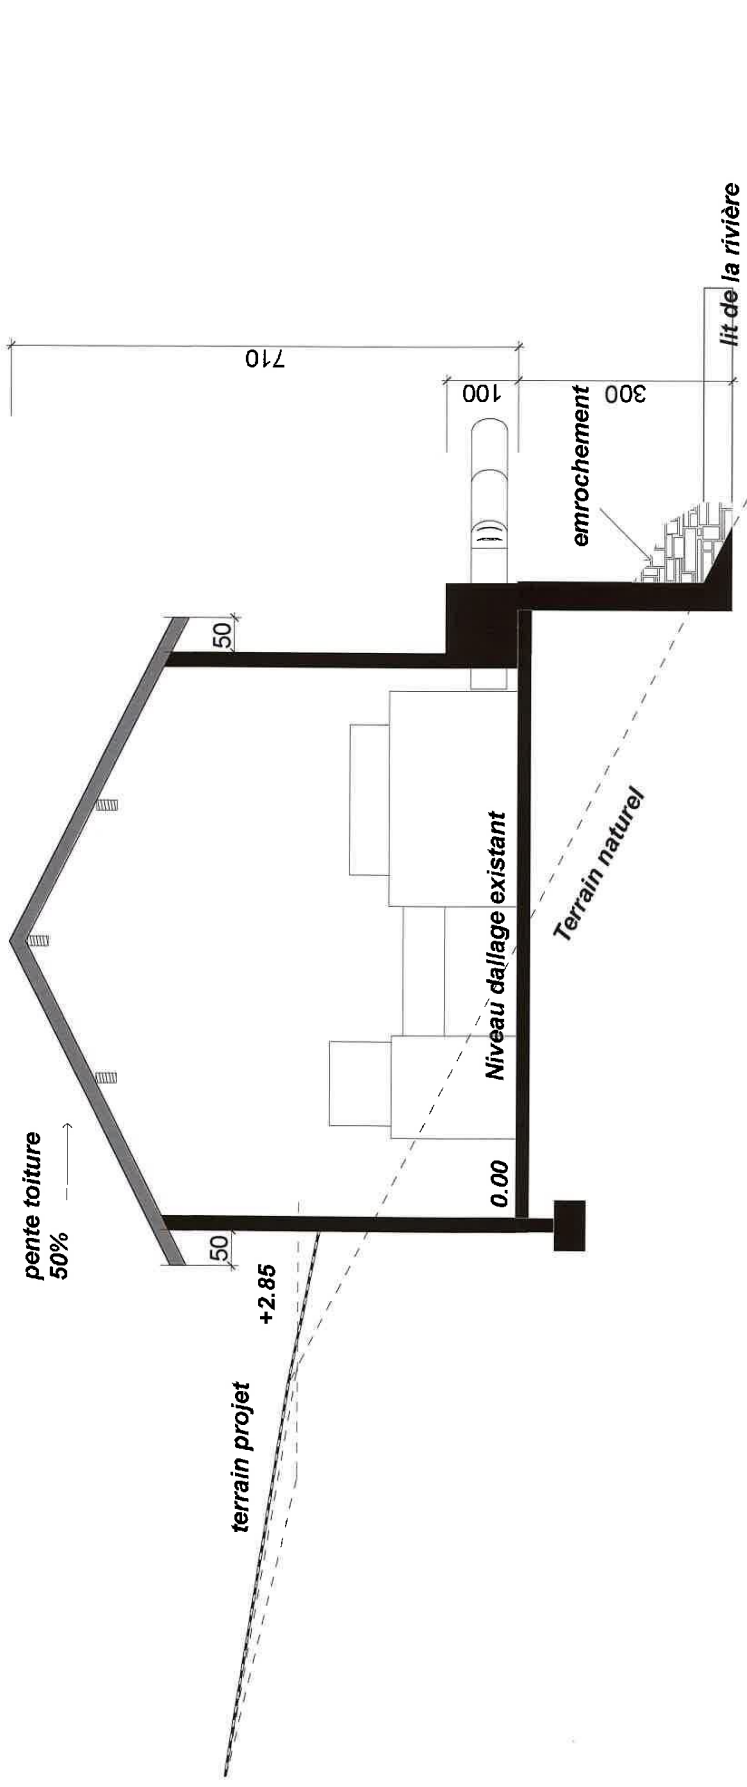 pente toiture
50%
710
50
50
+2.85
terrain projet
100
300
emrochement
lit de la rivière
0.00
Niveau dallage existant
Terrain naturel